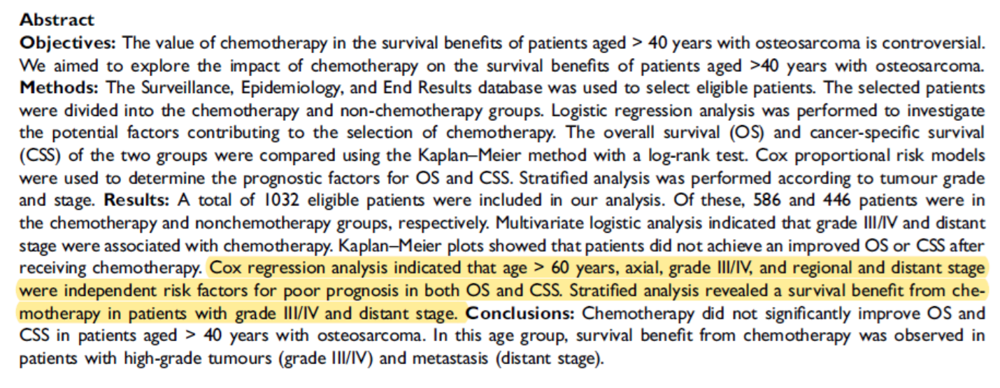 Abstract
Objectives: The value of chemotherapy in the survival benefits of patients aged > 40 years with osteosarcoma is controversial.
We aimed to explore the impact of chemotherapy on the survival benefits of patients aged >40 years with osteosarcoma.
Methods: The Surveillance, Epidemiology, and End Results database was used to select eligible patients. The selected patients
were divided into the chemotherapy and non-chemotherapy groups. Logistic regression analysis was performed to investigate
the potential factors contributing to the selection of chemotherapy. The overall survival (OS) and cancer-specific survival
(CSS) of the two groups were compared using the Kaplan–Meier method with a log-rank test. Cox proportional risk models
were used to determine the prognostic factors for OS and CSS. Stratified analysis was performed according to tumour grade
and stage. Results: A total of 1032 eligible patients were included in our analysis. Of these, 586 and 446 patients were in
the chemotherapy and nonchemotherapy groups, respectively. Multivariate logistic analysis indicated that grade III/IV and distant
stage were associated with chemotherapy. Kaplan–Meier plots showed that patients did not achieve an improved OS or CSS after
receiving chemotherapy. Cox regression analysis indicated that age > 60 years, axial, grade III/IV, and regional and distant stage
were independent risk factors for poor prognosis in both OS and CSS. Stratified analysis revealed a survival benefit from che-
motherapy in patients with grade III/IV and distant stage. Conclusions: Chemotherapy did not significantly improve OS and
CSS in patients aged > 40 years with osteosarcoma. In this age group, survival benefit from chemotherapy was observed in
patients with high-grade tumours (grade III/IV) and metastasis (distant stage).